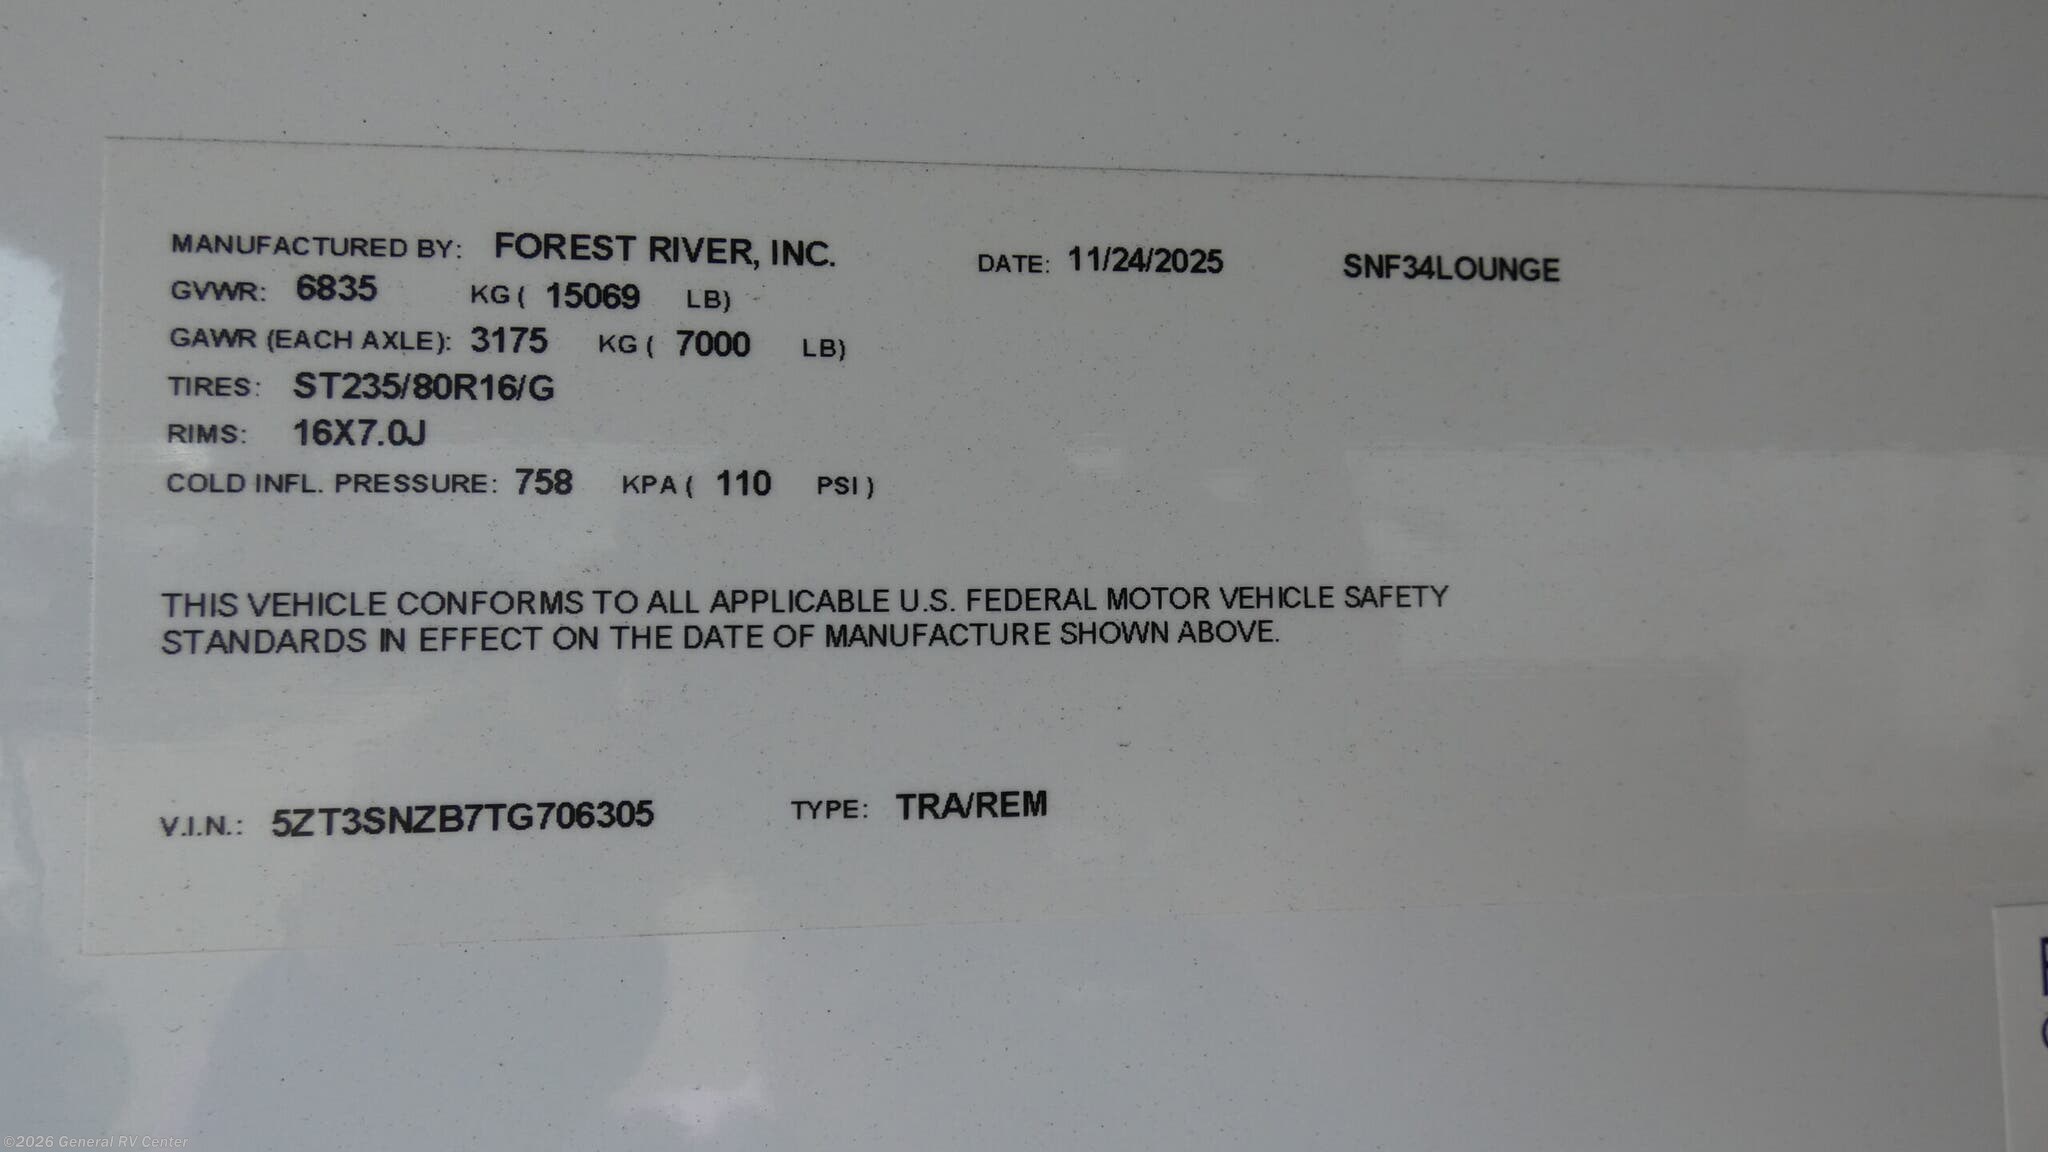 MANUFACTURED BY: FOREST RIVER, INC. DATE: 11/24/2025 SNF34LOUNGE
GVWR: 6835 KG ( 15069 LB)
GAWR (EACH AXLE): 3175 KG ( 7000 LB)
TIRES: ST235/80R16/G
RIMS: 16X7.0J
COLD INFL. PRESSURE: 758 KPA ( 110 PSI )
THIS VEHICLE CONFORMS TO ALL APPLICABLE U.S. FEDERAL MOTOR VEHICLE SAFETY
STANDARDS IN EFFECT ON THE DATE OF MANUFACTURE SHOWN ABOVE.
V.I.N.: 5ZT3SNZB7TG706305 TYPE: TRA/REM
©2026 General RV Center